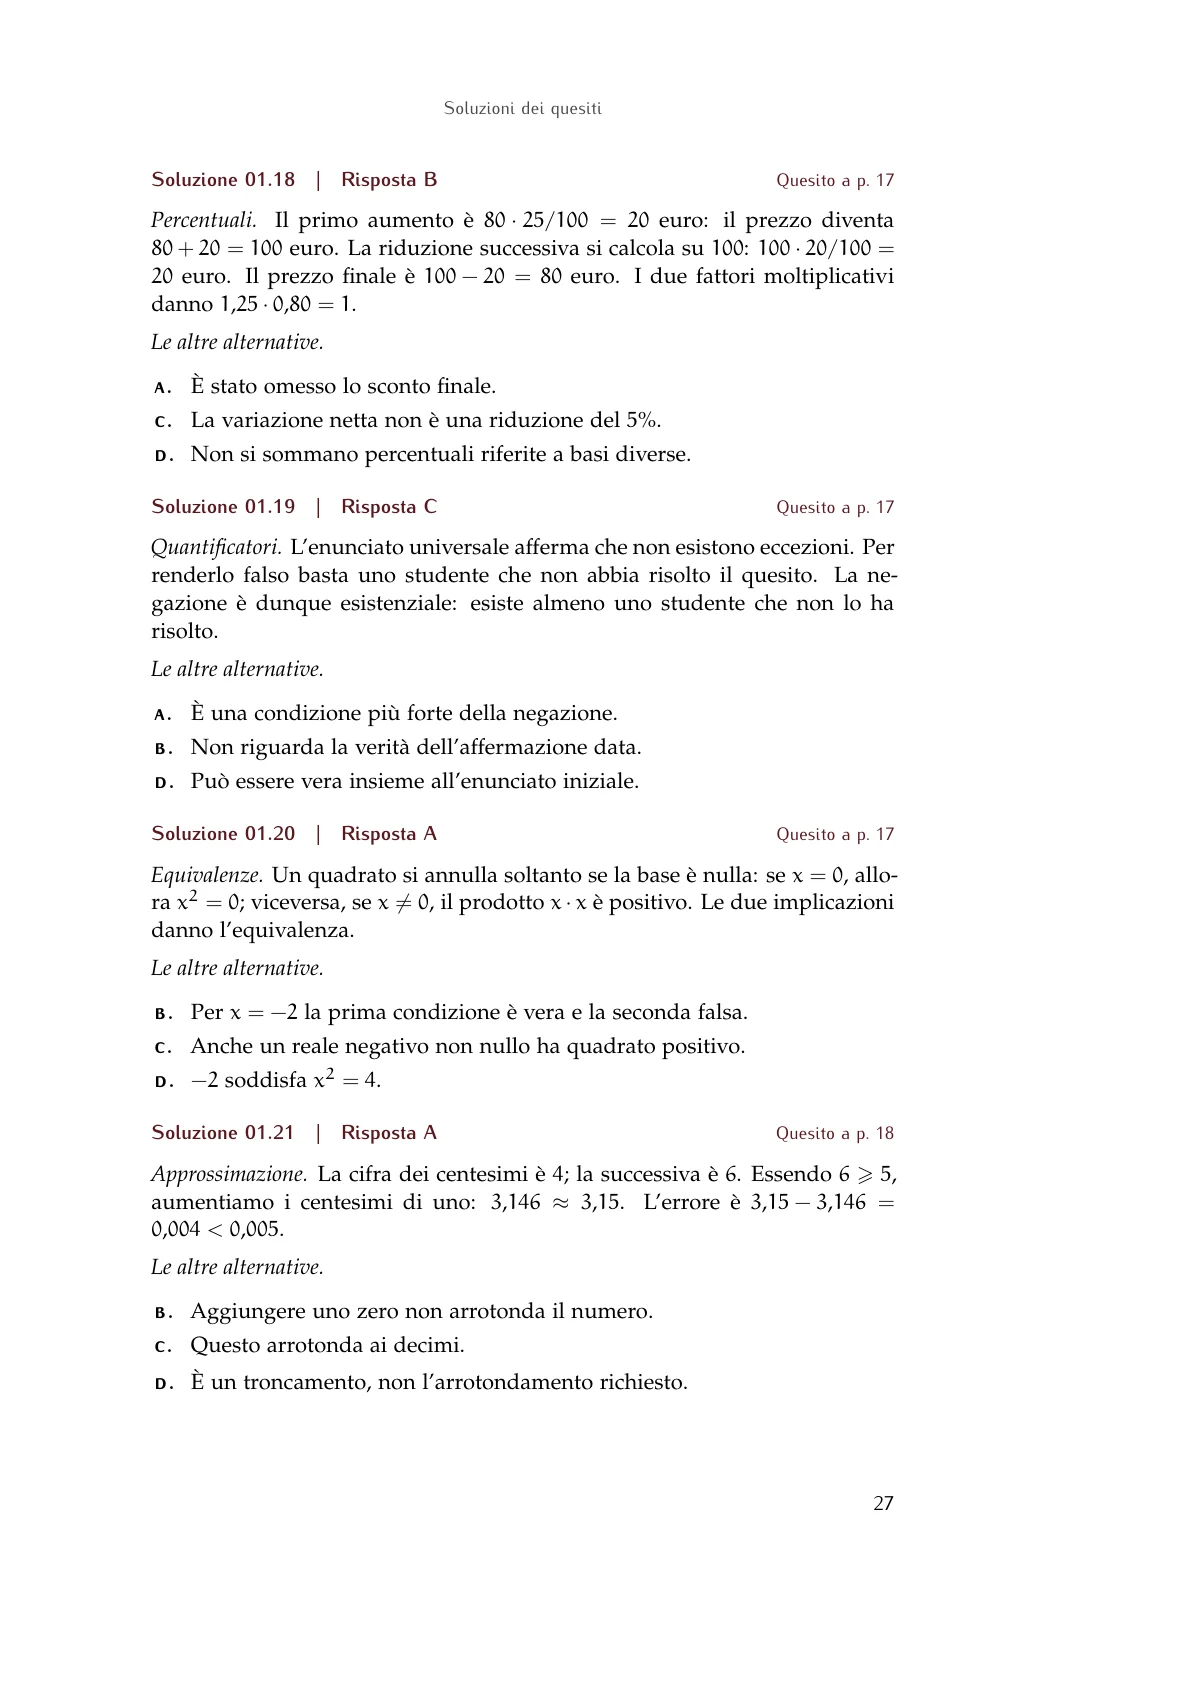 Soluzioni dei quesiti
Soluzione 01.18 | Risposta B Quesito a p. 17
Percentuali. Il primo aumento è 80 · 25/100 = 20 euro: il prezzo diventa
80 + 20 = 100 euro. La riduzione successiva si calcola su 100: 100 · 20/100 =
20 euro. Il prezzo finale è 100 − 20 = 80 euro. I due fattori moltiplicativi
danno 1,25 · 0,80 = 1.
Le altre alternative.
A. È stato omesso lo sconto finale.
C. La variazione netta non è una riduzione del 5%.
D. Non si sommano percentuali riferite a basi diverse.
Soluzione 01.19 | Risposta C Quesito a p. 17
Quantificatori. L'enunciato universale afferma che non esistono eccezioni. Per
renderlo falso basta uno studente che non abbia risolto il quesito. La ne-
gazione è dunque esistenziale: esiste almeno uno studente che non lo ha
risolto.
Le altre alternative.
A. È una condizione più forte della negazione.
B. Non riguarda la verità dell'affermazione data.
D. Può essere vera insieme all'enunciato iniziale.
Soluzione 01.20 | Risposta A Quesito a p. 17
Equivalenze. Un quadrato si annulla soltanto se la base è nulla: se x = 0, allo-
ra x² = 0; viceversa, se x ≠ 0, il prodotto x · x è positivo. Le due implicazioni
danno l'equivalenza.
Le altre alternative.
B. Per x = −2 la prima condizione è vera e la seconda falsa.
C. Anche un reale negativo non nullo ha quadrato positivo.
D. −2 soddisfa x² = 4.
Soluzione 01.21 | Risposta A Quesito a p. 18
Approssimazione. La cifra dei centesimi è 4; la successiva è 6. Essendo 6 ⩾ 5,
aumentiamo i centesimi di uno: 3,146 ≈ 3,15. L'errore è 3,15 − 3,146 =
0,004 < 0,005.
Le altre alternative.
B. Aggiungere uno zero non arrotonda il numero.
C. Questo arrotonda ai decimi.
D. È un troncamento, non l'arrotondamento richiesto.
27